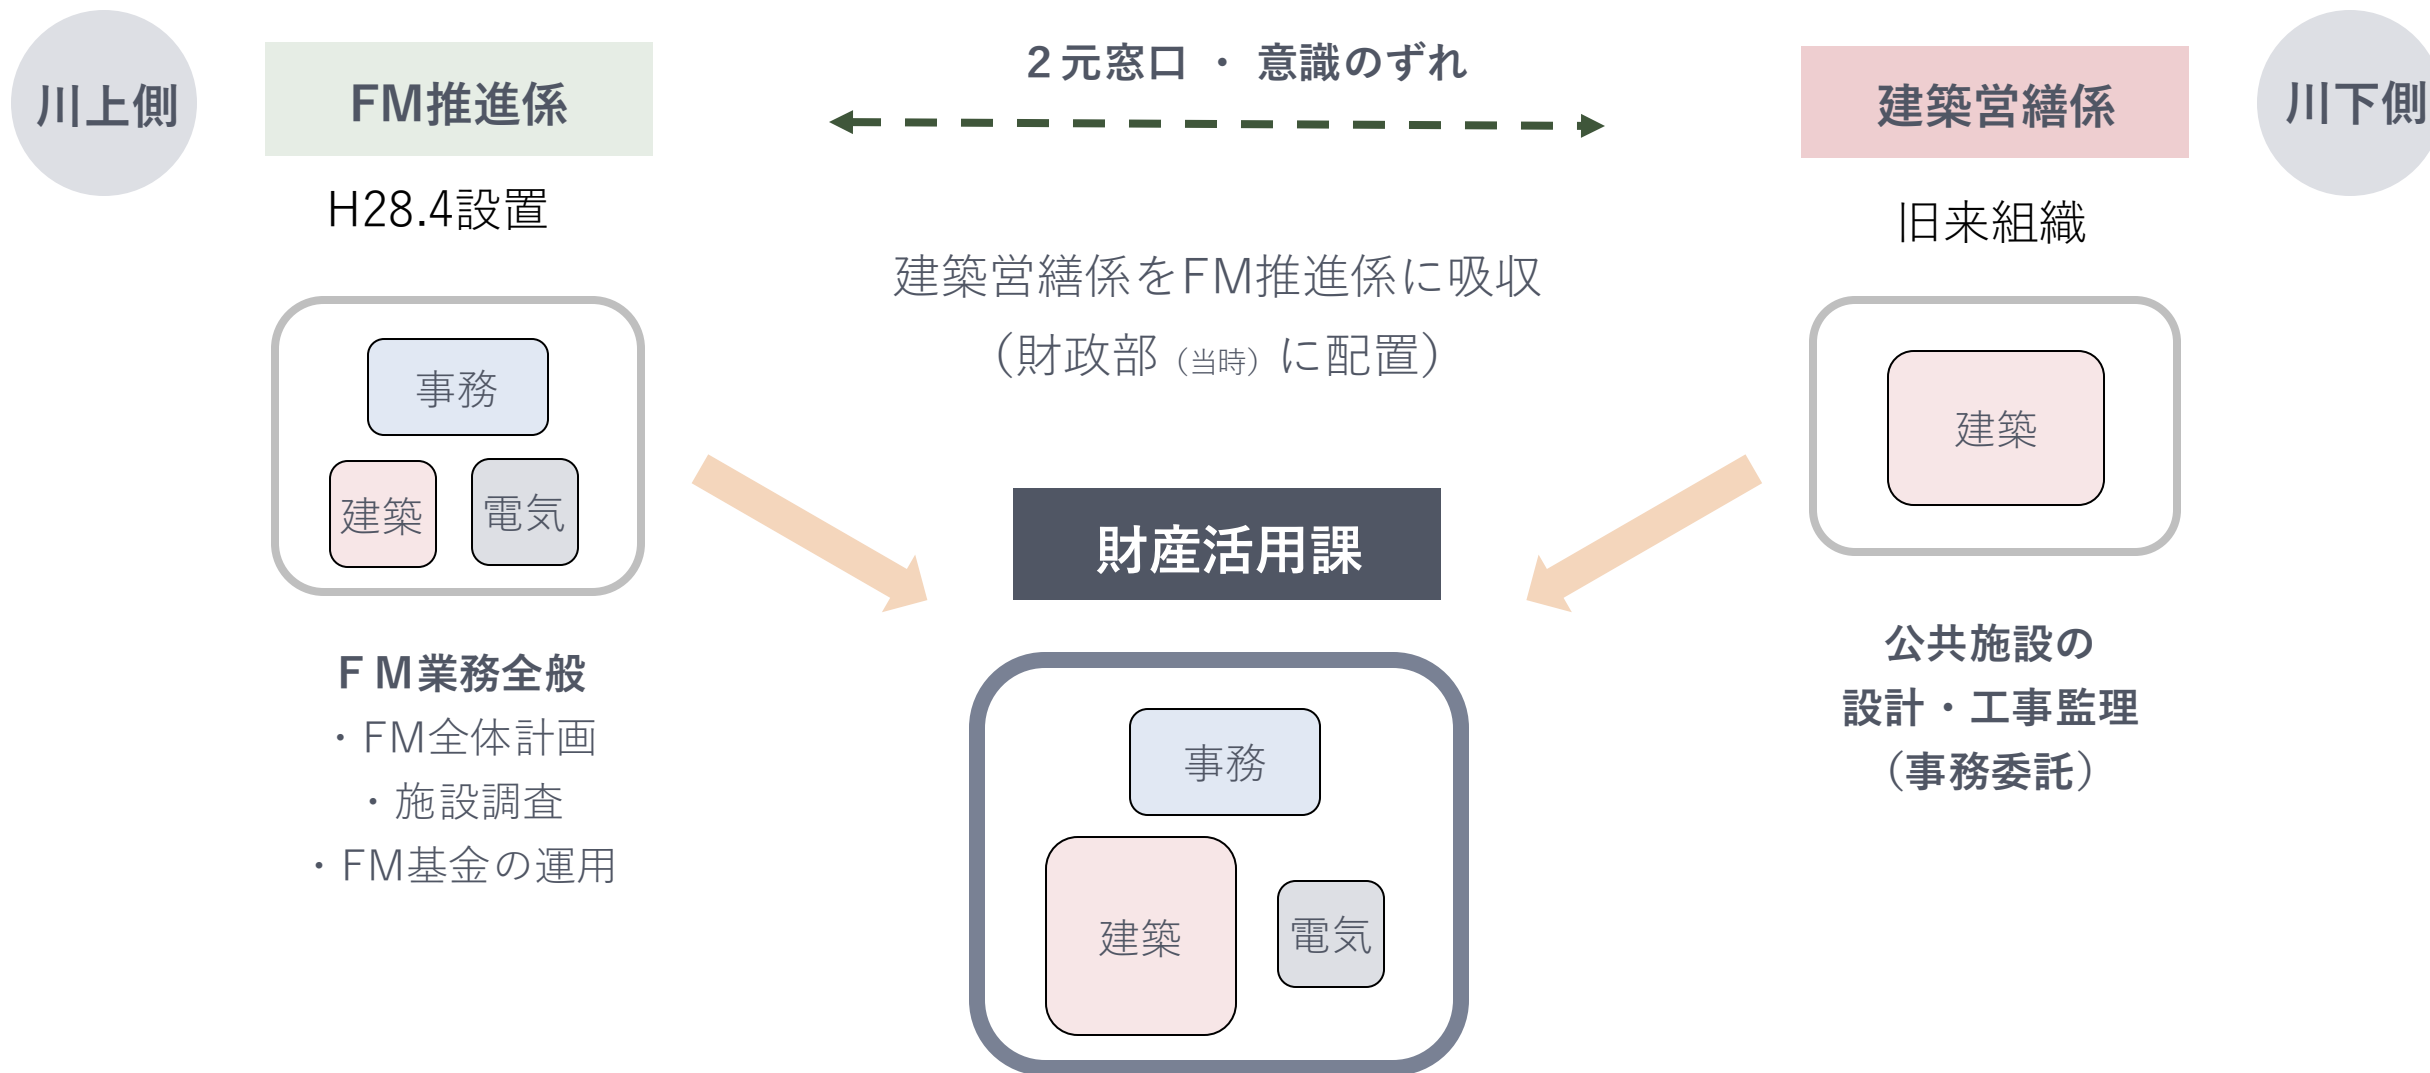 川上側
FM推進係
H28.4設置
事務
建築
電気
ＦＭ業務全般
・FM全体計画
・施設調査
・FM基金の運用
２元窓口 ・ 意識のずれ
建築営繕係をFM推進係に吸収
（財政部（当時）に配置）
財産活用課
事務
建築
電気
川下側
建築営繕係
旧来組織
建築
公共施設の
設計・工事監理
（事務委託）